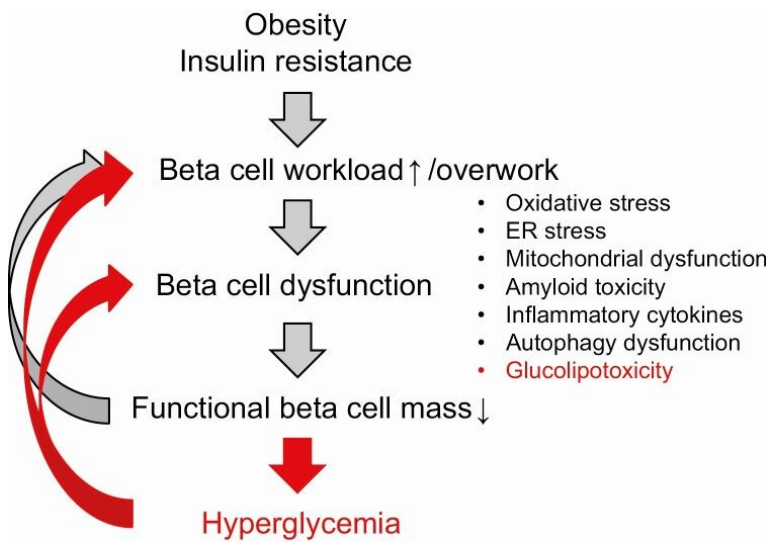 Obesity
Insulin resistance
Beta cell workload↑/overwork
• Oxidative stress
• ER stress
• Mitochondrial dysfunction
• Amyloid toxicity
• Inflammatory cytokines
• Autophagy dysfunction
• Glucolipotoxicity
Beta cell dysfunction
Functional beta cell mass↓
Hyperglycemia